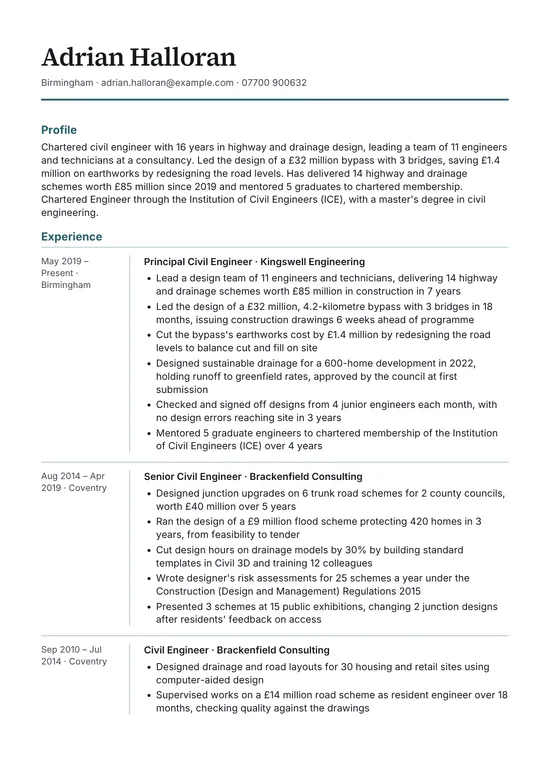 Adrian Halloran
Birmingham · adrian.halloran@example.com · 07700 900632
Profile
Chartered civil engineer with 16 years in highway and drainage design, leading a team of 11 engineers
and technicians at a consultancy. Led the design of a £32 million bypass with 3 bridges, saving £1.4
million on earthworks by redesigning the road levels. Has delivered 14 highway and drainage
schemes worth £85 million since 2019 and mentored 5 graduates to chartered membership.
Chartered Engineer through the Institution of Civil Engineers (ICE), with a master's degree in civil
engineering.
Experience
May 2019 –
Present ·
Birmingham
Principal Civil Engineer · Kingswell Engineering
• Lead a design team of 11 engineers and technicians, delivering 14 highway
and drainage schemes worth £85 million in construction in 7 years
• Led the design of a £32 million, 4.2-kilometre bypass with 3 bridges in 18
months, issuing construction drawings 6 weeks ahead of programme
• Cut the bypass's earthworks cost by £1.4 million by redesigning the road
levels to balance cut and fill on site
• Designed sustainable drainage for a 600-home development in 2022,
holding runoff to greenfield rates, approved by the council at first
submission
• Checked and signed off designs from 4 junior engineers each month, with
no design errors reaching site in 3 years
• Mentored 5 graduate engineers to chartered membership of the Institution
of Civil Engineers (ICE) over 4 years
Aug 2014 – Apr
2019 · Coventry
Senior Civil Engineer · Brackenfield Consulting
• Designed junction upgrades on 6 trunk road schemes for 2 county councils,
worth £40 million over 5 years
• Ran the design of a £9 million flood scheme protecting 420 homes in 3
years, from feasibility to tender
• Cut design hours on drainage models by 30% by building standard
templates in Civil 3D and training 12 colleagues
• Wrote designer's risk assessments for 25 schemes a year under the
Construction (Design and Management) Regulations 2015
• Presented 3 schemes at 15 public exhibitions, changing 2 junction designs
after residents' feedback on access
Sep 2010 – Jul
2014 · Coventry
Civil Engineer · Brackenfield Consulting
• Designed drainage and road layouts for 30 housing and retail sites using
computer-aided design
• Supervised works on a £14 million road scheme as resident engineer over 18
months, checking quality against the drawings